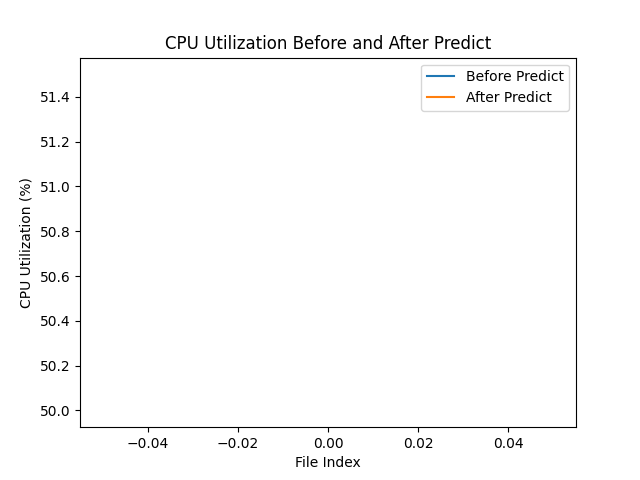 CPU Utilization Before and After Predict
Before Predict
After Predict
51.4
51.2
51.0
50.8
50.6
50.4
50.2
50.0
CPU Utilization (%)
−0.04 −0.02 0.00 0.02 0.04
File Index